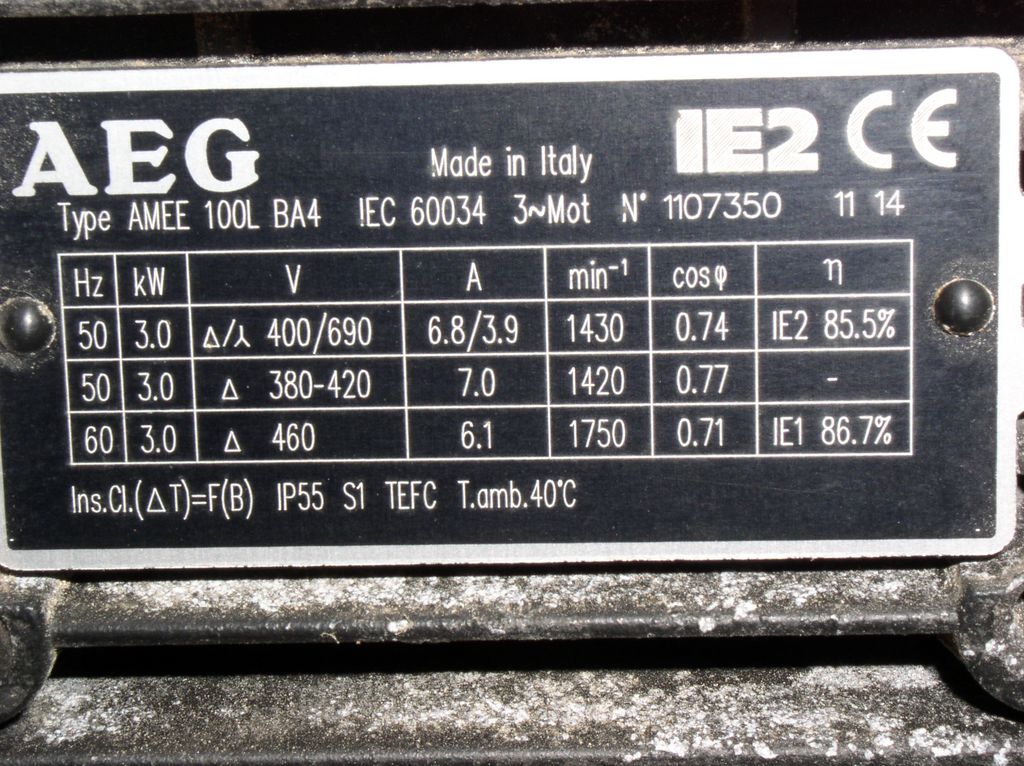 AEG
Made in Italy
IE2 CE
Type AMEE 100L BA4 IEC 60034 3~Mot N° 1107350 11 14
Hz kW V A min⁻¹ cosφ η
50 3.0 Δ/⅄ 400/690 6.8/3.9 1430 0.74 IE2 85.5%
50 3.0 Δ 380-420 7.0 1420 0.77 -
60 3.0 Δ 460 6.1 1750 0.71 IE1 86.7%
Ins.Cl.(ΔT)=F(B) IP55 S1 TEFC T.amb.40°C